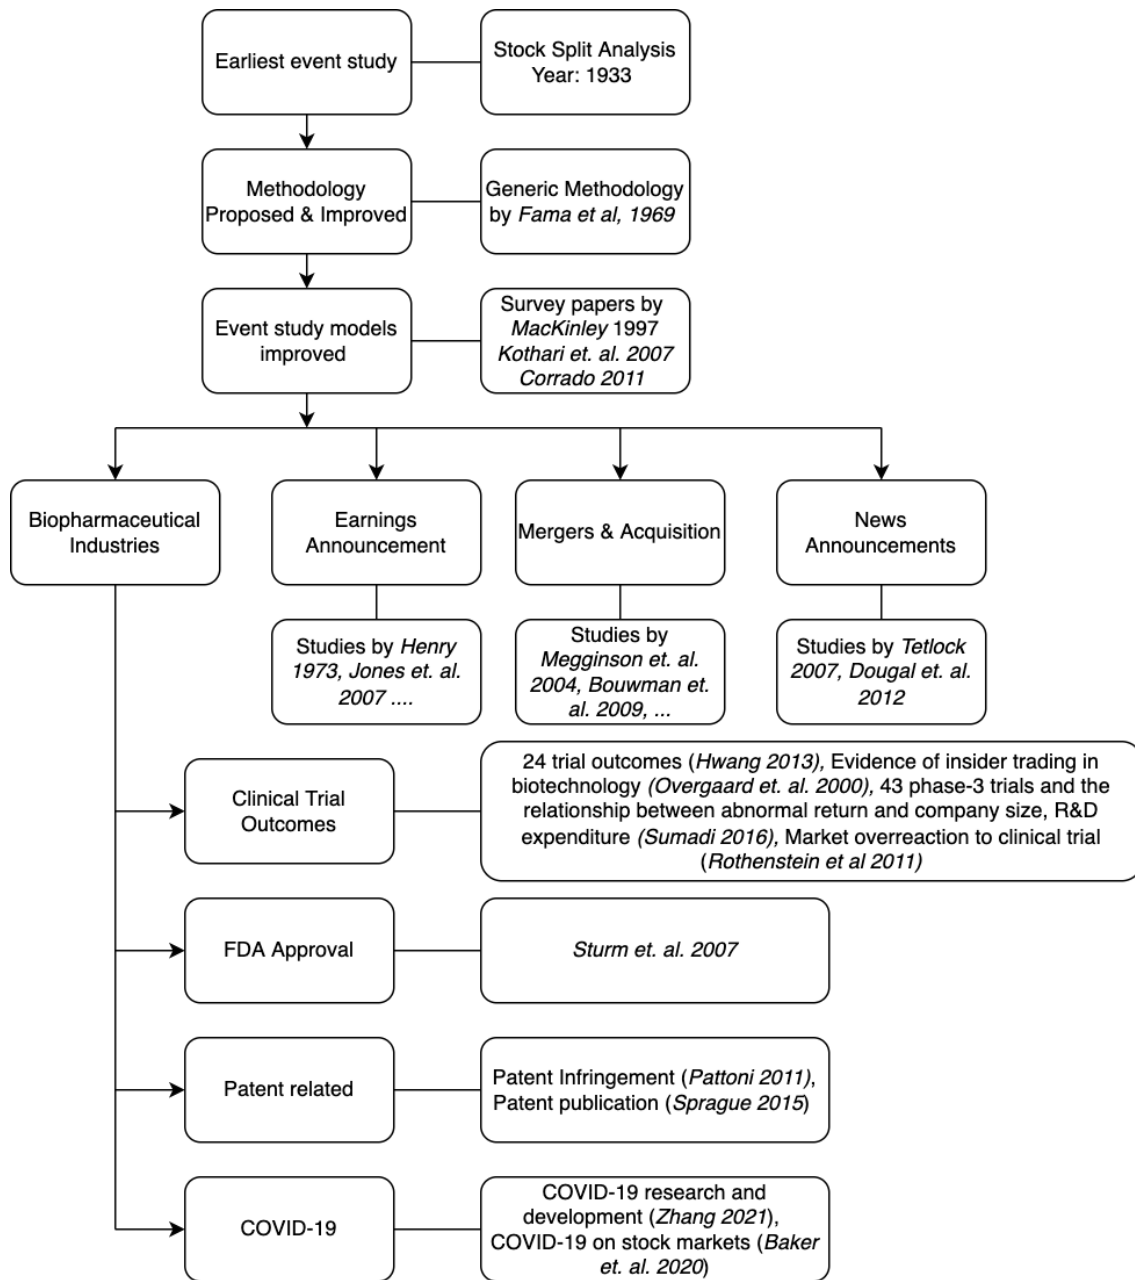 Earliest event study
Stock Split Analysis
Year: 1933
Methodology
Proposed & Improved
Generic Methodology
by Fama et al, 1969
Event study models
improved
Survey papers by
MacKinley 1997
Kothari et. al. 2007
Corrado 2011
Biopharmaceutical
Industries
Earnings
Announcement
Mergers & Acquisition
News
Announcements
Studies by Henry
1973, Jones et. al.
2007 ....
Studies by
Megginson et. al.
2004, Bouwman et.
al. 2009, ...
Studies by Tetlock
2007, Dougal et. al.
2012
Clinical Trial
Outcomes
24 trial outcomes (Hwang 2013), Evidence of insider trading in
biotechnology (Overgaard et. al. 2000), 43 phase-3 trials and the
relationship between abnormal return and company size, R&D
expenditure (Sumadi 2016), Market overreaction to clinical trial
(Rothenstein et al 2011)
FDA Approval
Sturm et. al. 2007
Patent related
Patent Infringement (Pattoni 2011),
Patent publication (Sprague 2015)
COVID-19
COVID-19 research and
development (Zhang 2021),
COVID-19 on stock markets (Baker
et. al. 2020)